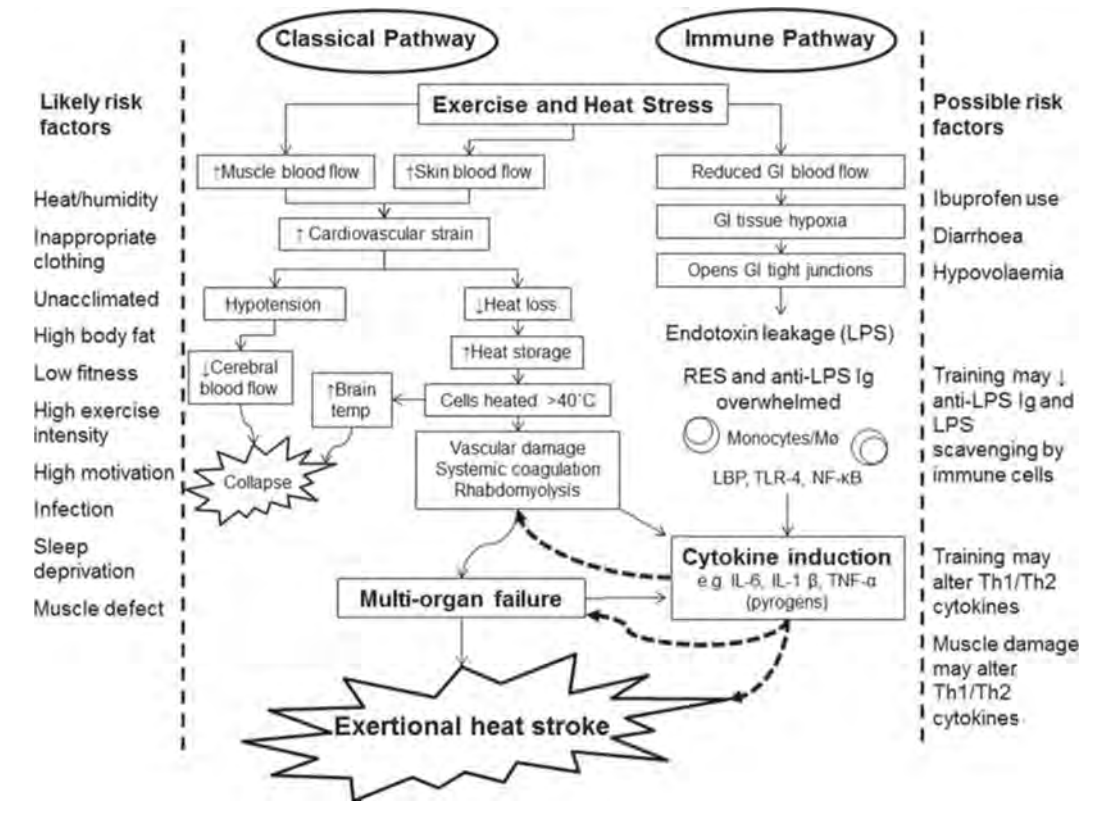 Classical Pathway
Immune Pathway
Likely risk
factors
Heat/humidity
Inappropriate
clothing
Unacclimated
High body fat
Low fitness
High exercise
intensity
High motivation
Infection
Sleep
deprivation
Muscle defect
Exercise and Heat Stress
↑Muscle blood flow
↑Skin blood flow
↑ Cardiovascular strain
Hypotension
↓Heat loss
↓Cerebral
blood flow
↑Heat storage
↑Brain
temp
Cells heated >40˚C
Collapse
Vascular damage
Systemic coagulation
Rhabdomyolysis
Multi-organ failure
Exertional heat stroke
Reduced GI blood flow
GI tissue hypoxia
Opens GI tight junctions
Endotoxin leakage (LPS)
RES and anti-LPS Ig
overwhelmed
Monocytes/Mø
LBP, TLR-4, NF-κB
Cytokine induction
e.g. IL-6, IL-1 β, TNF-α
(pyrogens)
Possible risk
factors
Ibuprofen use
Diarrhoea
Hypovolaemia
Training may ↓
anti-LPS Ig and
LPS
scavenging by
immune cells
Training may
alter Th1/Th2
cytokines
Muscle damage
may alter
Th1/Th2
cytokines